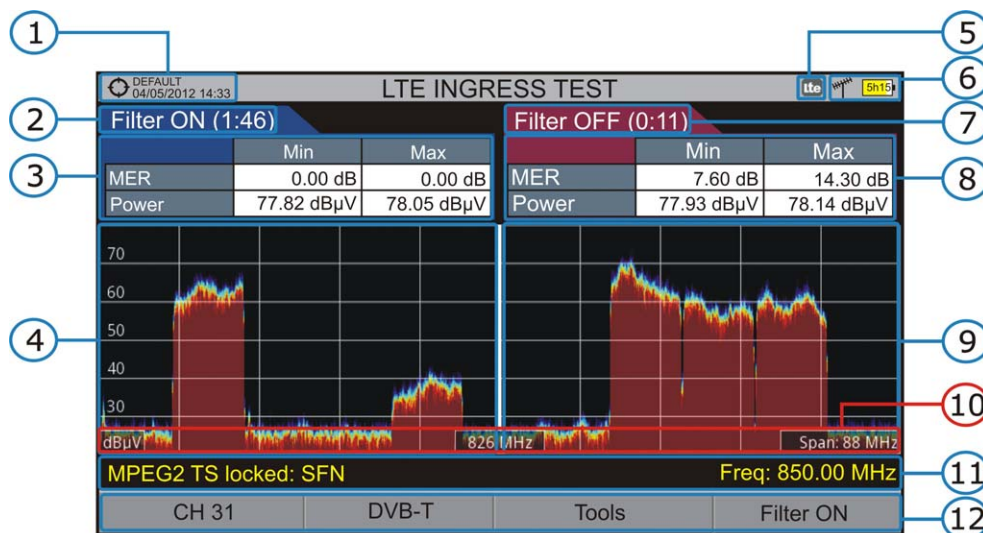 1
5
DEFAULT
04/05/2012 14:33
LTE INGRESS TEST
lte
5h15
6
2
Filter ON (1:46)
Filter OFF (0:11)
7
Min Max
Min Max
3
MER 0.00 dB 0.00 dB
MER 7.60 dB 14.30 dB
8
Power 77.82 dBµV 78.05 dBµV
Power 77.93 dBµV 78.14 dBµV
70
60
50
4
9
40
30
10
dBµV
826 MHz
Span: 88 MHz
MPEG2 TS locked: SFN
Freq: 850.00 MHz
11
CH 31
DVB-T
Tools
Filter ON
12